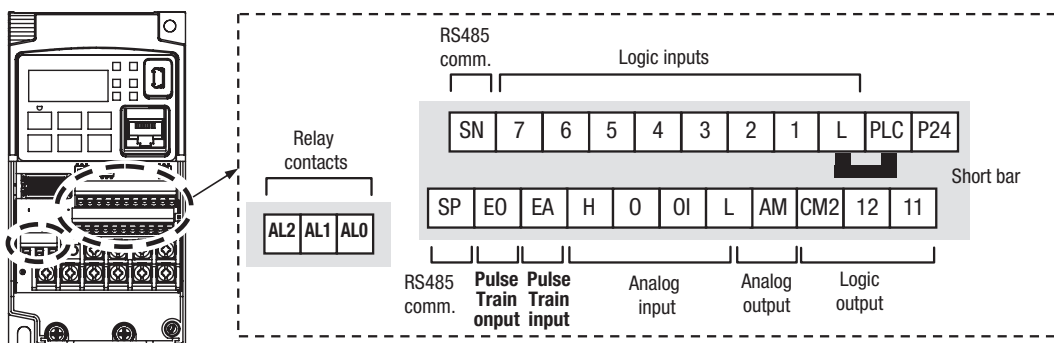 RS485
comm.
Logic inputs
SN 7 6 5 4 3 2 1 L PLC P24
Relay
contacts
Short bar
AL2 AL1 AL0
SP EO EA H O OI L AM CM2 12 11
RS485
comm.
Pulse
Train
onput
Pulse
Train
input
Analog
input
Analog
output
Logic
output